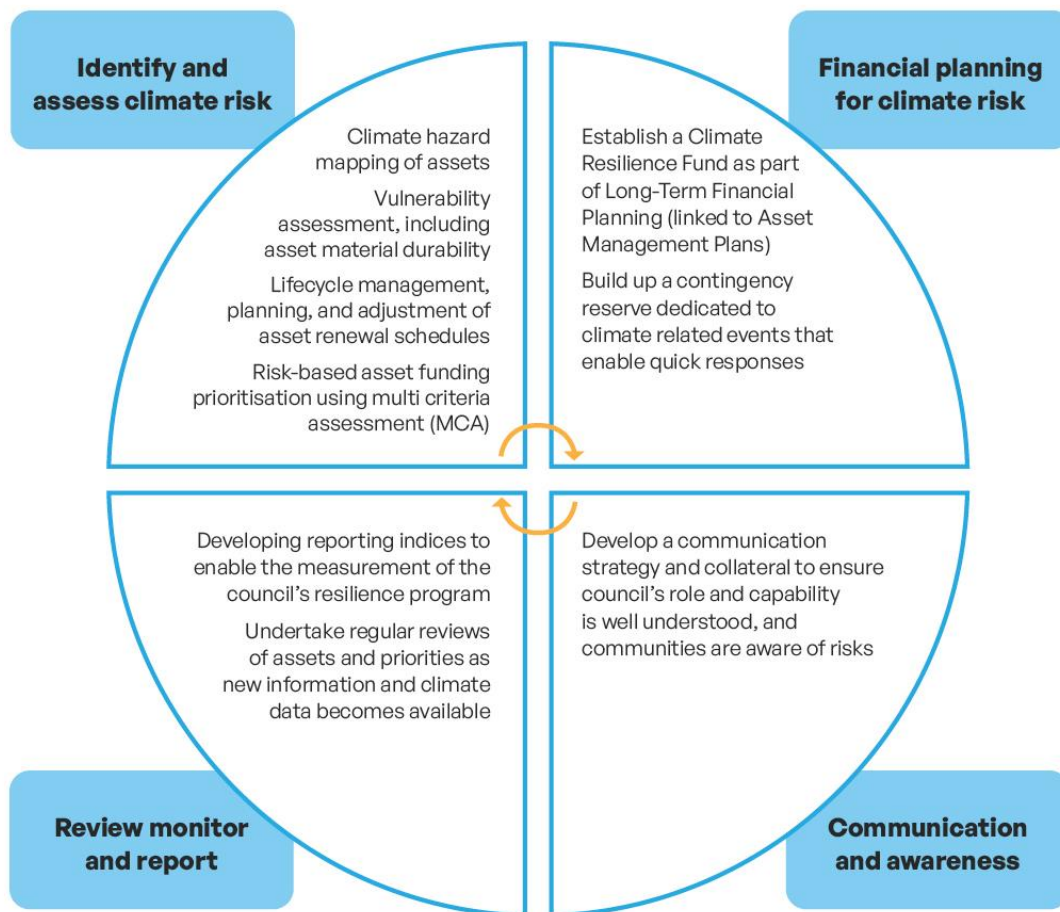 Identify and
assess climate risk
Climate hazard
mapping of assets
Vulnerability
assessment, including
asset material durability
Lifecycle management,
planning, and adjustment of
asset renewal schedules
Risk-based asset funding
prioritisation using multi criteria
assessment (MCA)
Financial planning
for climate risk
Establish a Climate
Resilience Fund as part
of Long-Term Financial
Planning (linked to Asset
Management Plans)
Build up a contingency
reserve dedicated to
climate related events that
enable quick responses
Developing reporting indices to
enable the measurement of the
council’s resilience program
Undertake regular reviews
of assets and priorities as
new information and climate
data becomes available
Review monitor
and report
Develop a communication
strategy and collateral to ensure
council’s role and capability
is well understood, and
communities are aware of risks
Communication
and awareness